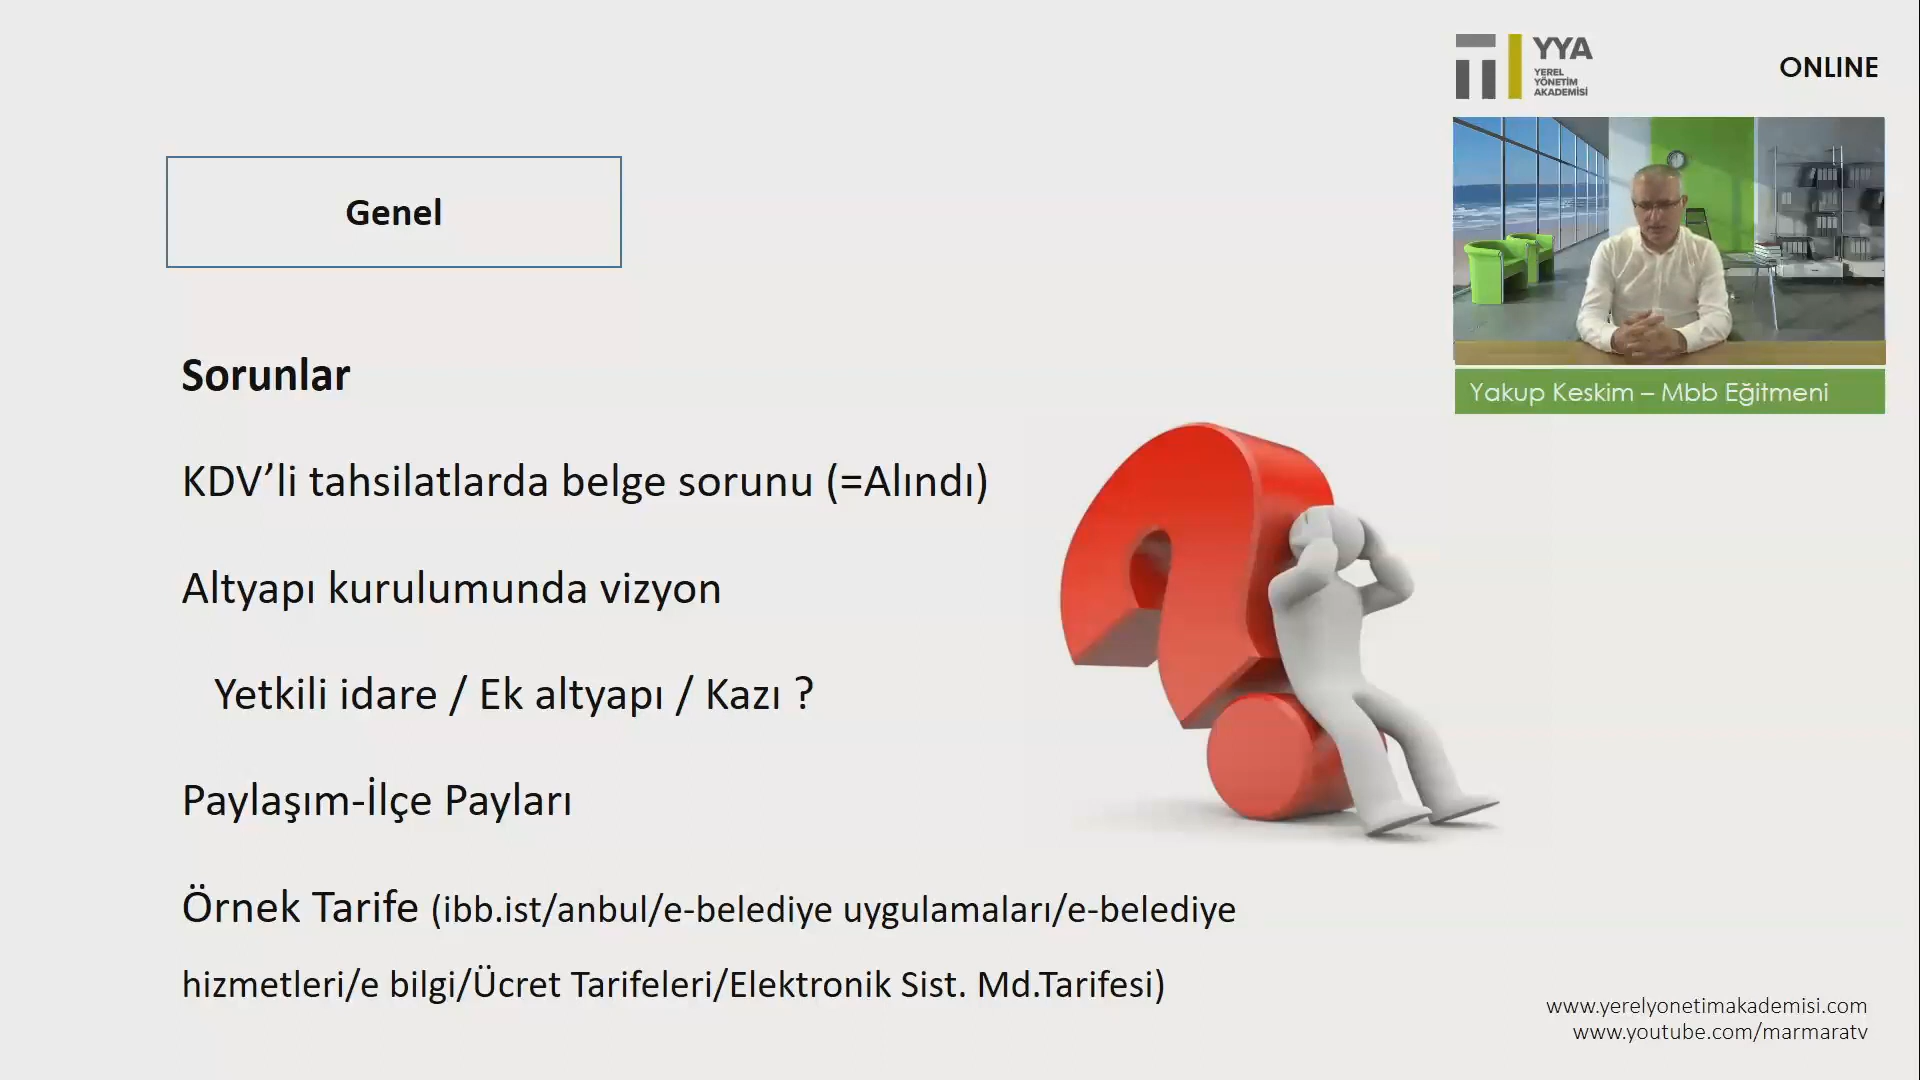 YYA
YEREL
YÖNETİM
AKADEMİSİ
ONLINE
Genel
Yakup Keskim – Mbb Eğitmeni
Sorunlar
KDV’li tahsilatlarda belge sorunu (=Alındı)
Altyapı kurulumunda vizyon
Yetkili idare / Ek altyapı / Kazı ?
Paylaşım-İlçe Payları
Örnek Tarife (ibb.ist/anbul/e-belediye uygulamaları/e-belediye
hizmetleri/e bilgi/Ücret Tarifeleri/Elektronik Sist. Md.Tarifesi)
www.yerelyonetimakademisi.com
www.youtube.com/marmaratv